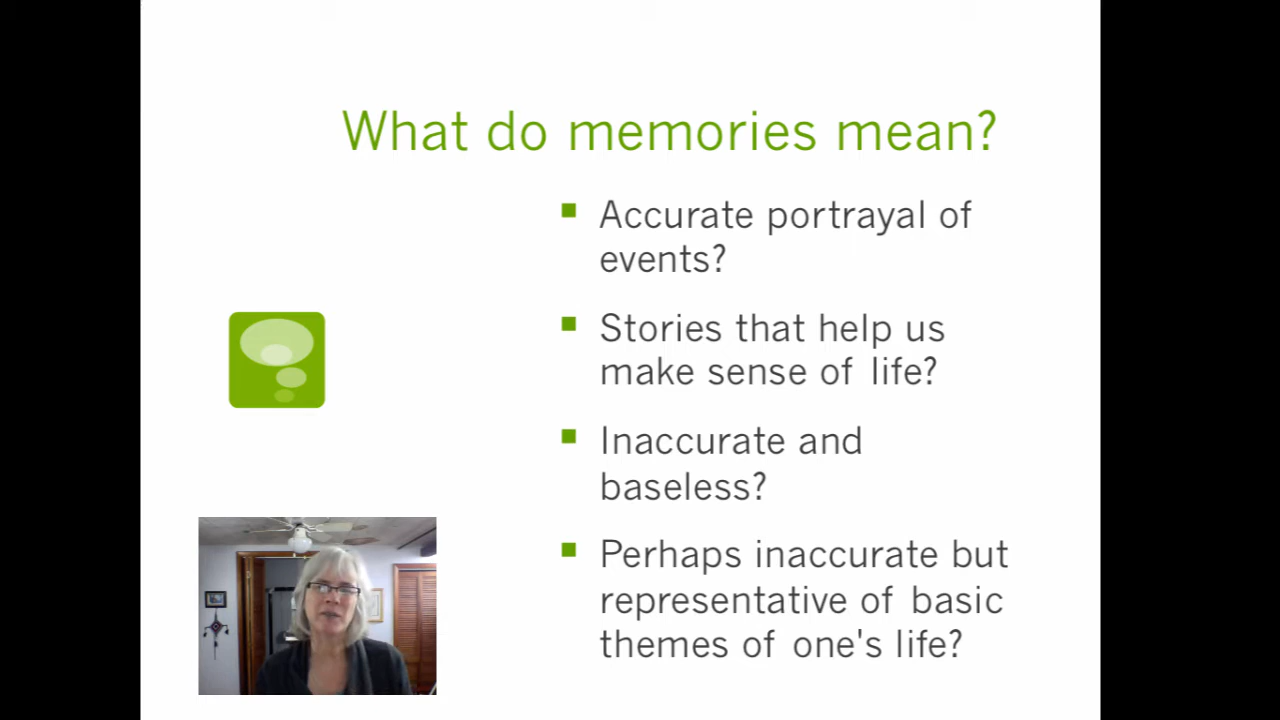 What do memories mean?
Accurate portrayal of
events?
Stories that help us
make sense of life?
Inaccurate and
baseless?
Perhaps inaccurate but
representative of basic
themes of one's life?